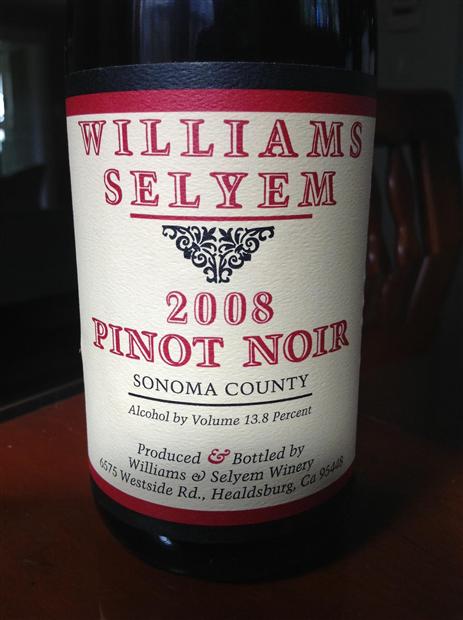 WILLIAMS
SELYEM
2008
PINOT NOIR
SONOMA COUNTY
Alcohol by Volume 13.8 Percent
Produced & Bottled by
Williams & Selyem Winery
6575 Westside Rd., Healdsburg, Ca 95448